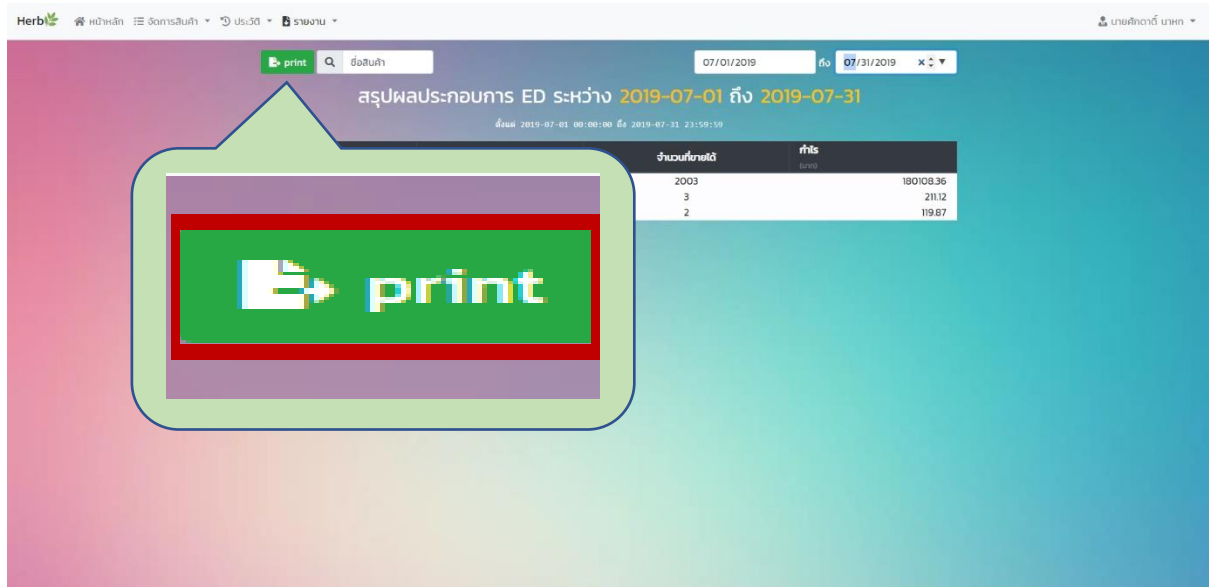 Herb หน้าหลัก จัดการสินค้า ประวัติ รายงาน นายศักดาดิ์ นาหก
print ชื่อสินค้า 07/01/2019 ถึง 07/31/2019
สรุปผลประกอบการ ED ระหว่าง 2019-07-01 ถึง 2019-07-31
ตั้งแต่ 2019-07-01 00:00:00 ถึง 2019-07-31 23:59:59
จำนวนที่ขายได้ กำไร
(บาท)
2003 180108.36
3 211.12
2 119.87
print